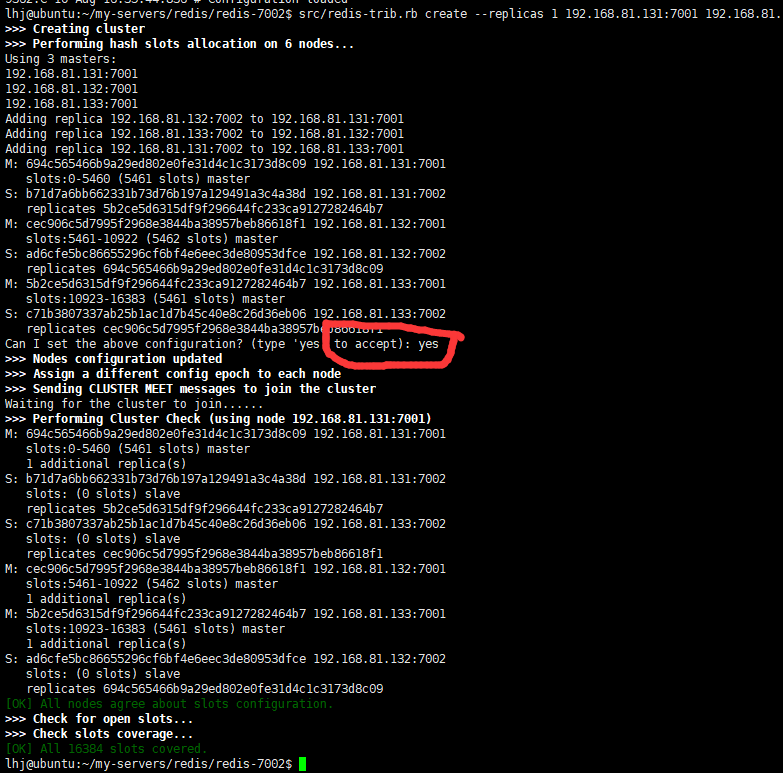 lhj@ubuntu:~/my-servers/redis/redis-7002$ src/redis-trib.rb create --replicas 1 192.168.81.131:7001 192.168.81.
>>> Creating cluster
>>> Performing hash slots allocation on 6 nodes...
Using 3 masters:
192.168.81.131:7001
192.168.81.132:7001
192.168.81.133:7001
Adding replica 192.168.81.132:7002 to 192.168.81.131:7001
Adding replica 192.168.81.133:7002 to 192.168.81.132:7001
Adding replica 192.168.81.131:7002 to 192.168.81.133:7001
M: 694c565466b9a29ed802e0fe31d4c1c3173d8c09 192.168.81.131:7001
   slots:0-5460 (5461 slots) master
S: b71d7a6bb662331b73d76b197a129491a3c4a38d 192.168.81.131:7002
   replicates 5b2ce5d6315df9f296644fc233ca9127282464b7
M: cec906c5d7995f2968e3844ba38957beb86618f1 192.168.81.132:7001
   slots:5461-10922 (5462 slots) master
S: ad6cfe5bc86655296cf6bf4e6eec3de80953dfce 192.168.81.132:7002
   replicates 694c565466b9a29ed802e0fe31d4c1c3173d8c09
M: 5b2ce5d6315df9f296644fc233ca9127282464b7 192.168.81.133:7001
   slots:10923-16383 (5461 slots) master
S: c71b3807337ab25b1ac1d7b45c40e8c26d36eb06 192.168.81.133:7002
   replicates cec906c5d7995f2968e3844ba38957beb86618f1
Can I set the above configuration? (type 'yes' to accept): yes
>>> Nodes configuration updated
>>> Assign a different config epoch to each node
>>> Sending CLUSTER MEET messages to join the cluster
Waiting for the cluster to join......
>>> Performing Cluster Check (using node 192.168.81.131:7001)
M: 694c565466b9a29ed802e0fe31d4c1c3173d8c09 192.168.81.131:7001
   slots:0-5460 (5461 slots) master
   1 additional replica(s)
S: b71d7a6bb662331b73d76b197a129491a3c4a38d 192.168.81.131:7002
   slots: (0 slots) slave
   replicates 5b2ce5d6315df9f296644fc233ca9127282464b7
S: c71b3807337ab25b1ac1d7b45c40e8c26d36eb06 192.168.81.133:7002
   slots: (0 slots) slave
   replicates cec906c5d7995f2968e3844ba38957beb86618f1
M: cec906c5d7995f2968e3844ba38957beb86618f1 192.168.81.132:7001
   slots:5461-10922 (5462 slots) master
   1 additional replica(s)
M: 5b2ce5d6315df9f296644fc233ca9127282464b7 192.168.81.133:7001
   slots:10923-16383 (5461 slots) master
   1 additional replica(s)
S: ad6cfe5bc86655296cf6bf4e6eec3de80953dfce 192.168.81.132:7002
   slots: (0 slots) slave
   replicates 694c565466b9a29ed802e0fe31d4c1c3173d8c09
[OK] All nodes agree about slots configuration.
>>> Check for open slots...
>>> Check slots coverage...
[OK] All 16384 slots covered.
lhj@ubuntu:~/my-servers/redis/redis-7002$